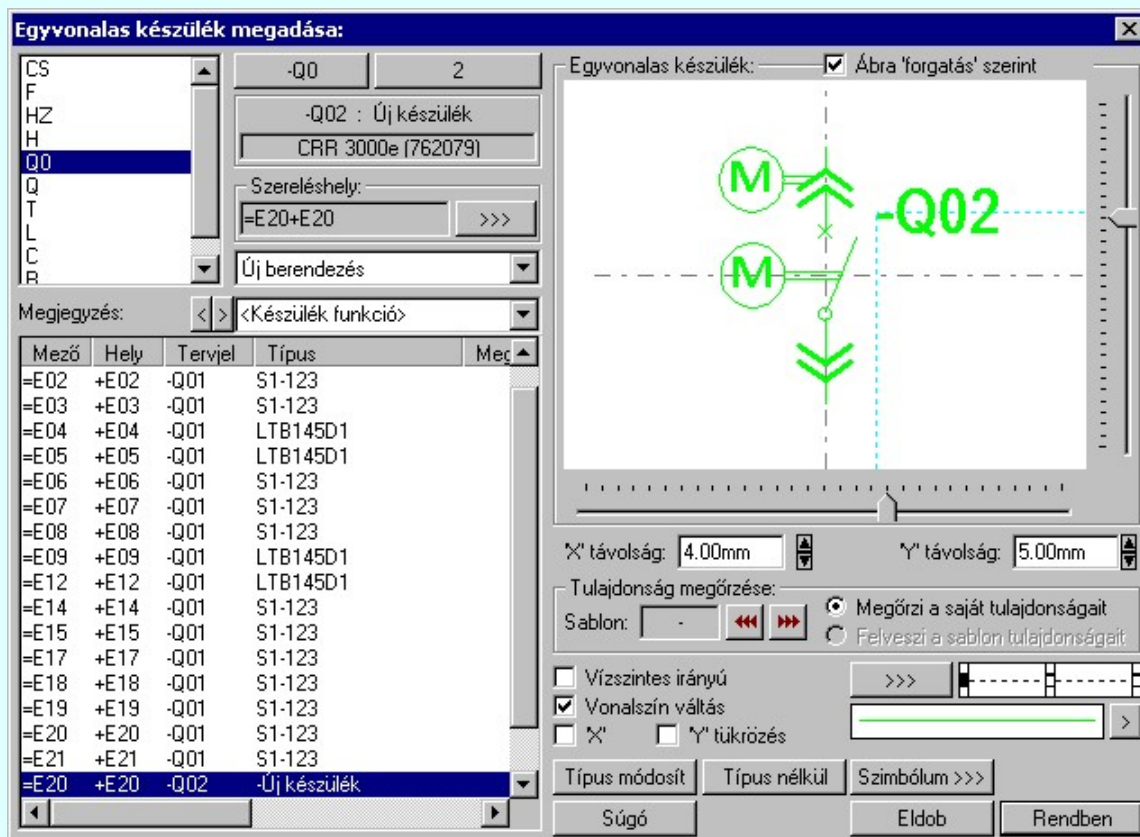 Egyvonalas készülék megadása:
CS
F
HZ
H
Q0
Q
T
L
C
-Q0
2
-Q02 : Új készülék
CRR 3000e (762079)
Szereléshely:
=E20+E20
>>>
Új berendezés
Megjegyzés:
<
>
<Készülék funkció>
Mező Hely Tervjel Típus Meg
=E02 +E02 -Q01 S1-123
=E03 +E03 -Q01 S1-123
=E04 +E04 -Q01 LTB145D1
=E05 +E05 -Q01 LTB145D1
=E06 +E06 -Q01 S1-123
=E07 +E07 -Q01 S1-123
=E08 +E08 -Q01 S1-123
=E09 +E09 -Q01 LTB145D1
=E12 +E12 -Q01 LTB145D1
=E14 +E14 -Q01 S1-123
=E15 +E15 -Q01 S1-123
=E17 +E17 -Q01 S1-123
=E18 +E18 -Q01 S1-123
=E19 +E19 -Q01 S1-123
=E20 +E20 -Q01 S1-123
=E21 +E21 -Q01 S1-123
=E20 +E20 -Q02 -Új készülék
Egyvonalas készülék:
Ábra 'forgatás' szerint
M
-Q02
M
'X' távolság: 4.00mm
'Y' távolság: 5.00mm
Tulajdonság megőrzése:
Sablon: -
Megőrzi a saját tulajdonságait
Felveszi a sablon tulajdonságait
Vízszintes irányú
>>>
Vonalszín váltás
>
'X'
'Y' tükrözés
Típus módosít
Típus nélkül
Szimbólum >>>
Súgó
Eldob
Rendben